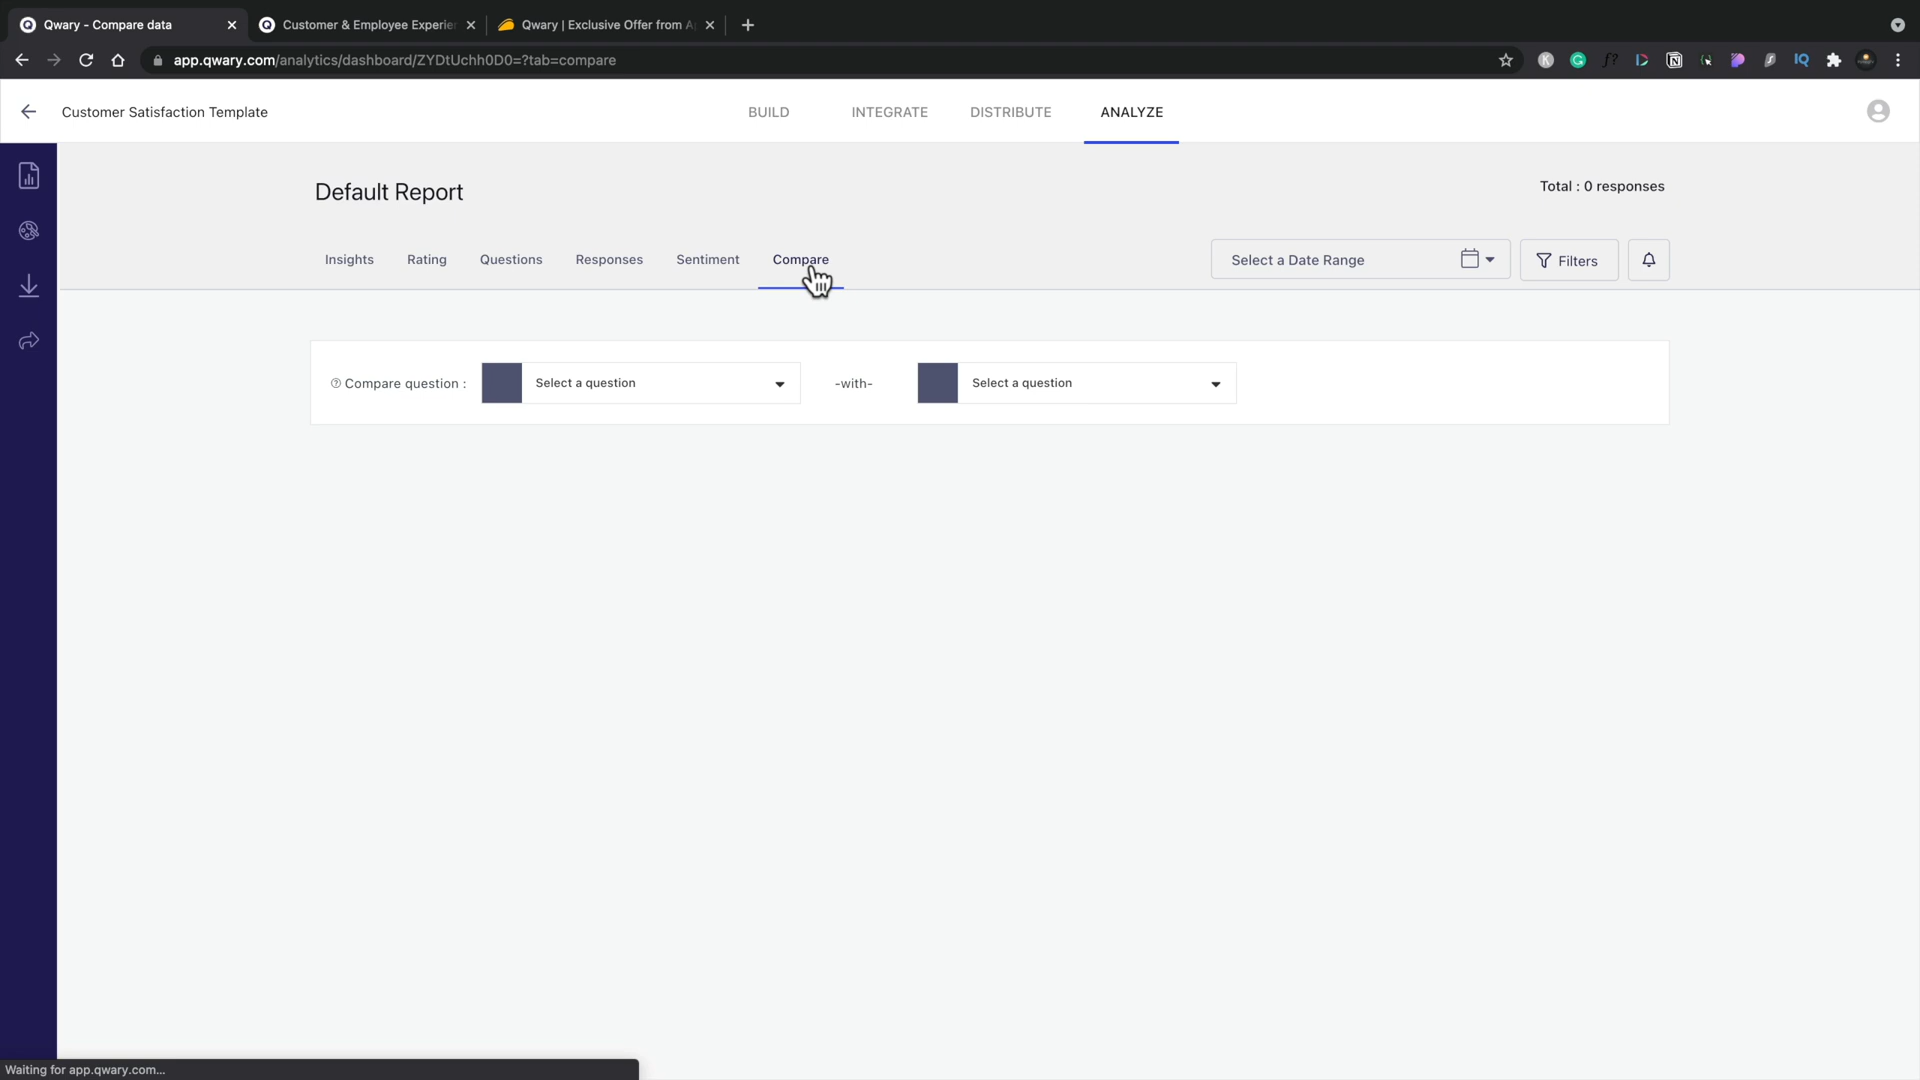 Qwary - Compare data
Customer & Employee Experie
Qwary | Exclusive Offer from A
app.qwary.com/analytics/dashboard/ZYDtUchh0D0=?tab=compare
Customer Satisfaction Template
BUILD
INTEGRATE
DISTRIBUTE
ANALYZE
Default Report
Total : 0 responses
Insights
Rating
Questions
Responses
Sentiment
Compare
Select a Date Range
Filters
Compare question :
Select a question
-with-
Select a question
Waiting for app.qwary.com...